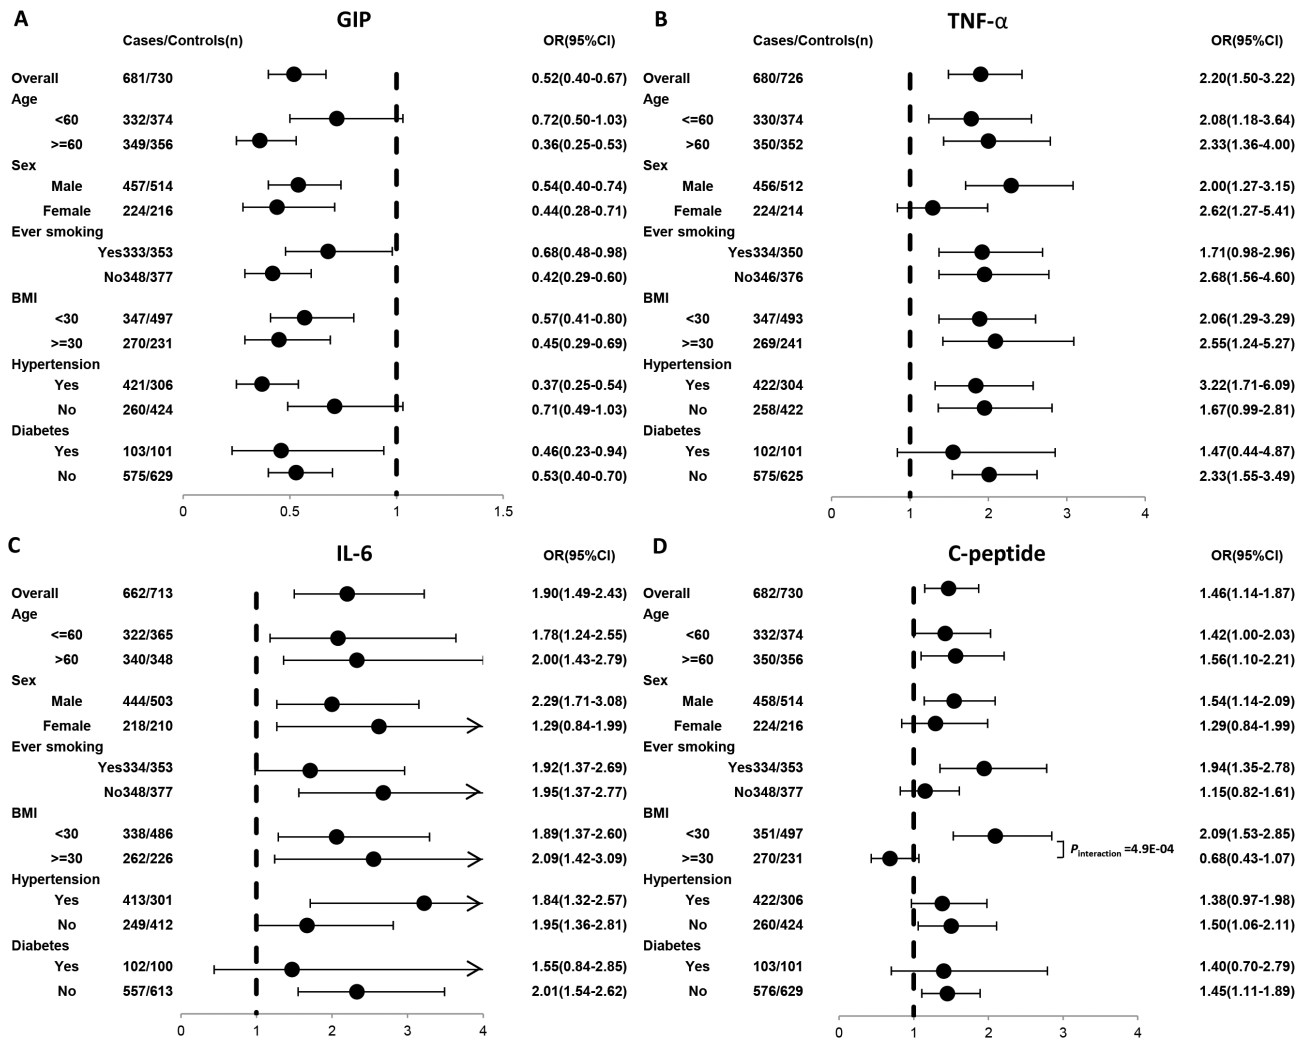 A GIP
Cases/Controls(n) OR(95%CI)
Overall 681/730 0.52(0.40-0.67)
Age
<60 332/374 0.72(0.50-1.03)
>=60 349/356 0.36(0.25-0.53)
Sex
Male 457/514 0.54(0.40-0.74)
Female 224/216 0.44(0.28-0.71)
Ever smoking
Yes333/353 0.68(0.48-0.98)
No348/377 0.42(0.29-0.60)
BMI
<30 347/497 0.57(0.41-0.80)
>=30 270/231 0.45(0.29-0.69)
Hypertension
Yes 421/306 0.37(0.25-0.54)
No 260/424 0.71(0.49-1.03)
Diabetes
Yes 103/101 0.46(0.23-0.94)
No 575/629 0.53(0.40-0.70)
0 0.5 1 1.5
B TNF-α
Cases/Controls(n) OR(95%CI)
Overall 680/726 2.20(1.50-3.22)
Age
<=60 330/374 2.08(1.18-3.64)
>60 350/352 2.33(1.36-4.00)
Sex
Male 456/512 2.00(1.27-3.15)
Female 224/214 2.62(1.27-5.41)
Ever smoking
Yes334/350 1.71(0.98-2.96)
No346/376 2.68(1.56-4.60)
BMI
<30 347/493 2.06(1.29-3.29)
>=30 269/241 2.55(1.24-5.27)
Hypertension
Yes 422/304 3.22(1.71-6.09)
No 258/422 1.67(0.99-2.81)
Diabetes
Yes 102/101 1.47(0.44-4.87)
No 575/625 2.33(1.55-3.49)
0 1 2 3 4
C IL-6
OR(95%CI)
Overall 662/713 1.90(1.49-2.43)
Age
<=60 322/365 1.78(1.24-2.55)
>60 340/348 2.00(1.43-2.79)
Sex
Male 444/503 2.29(1.71-3.08)
Female 218/210 1.29(0.84-1.99)
Ever smoking
Yes334/353 1.92(1.37-2.69)
No348/377 1.95(1.37-2.77)
BMI
<30 338/486 1.89(1.37-2.60)
>=30 262/226 2.09(1.42-3.09)
Hypertension
Yes 413/301 1.84(1.32-2.57)
No 249/412 1.95(1.36-2.81)
Diabetes
Yes 102/100 1.55(0.84-2.85)
No 557/613 2.01(1.54-2.62)
0 1 2 3 4
D C-peptide
OR(95%CI)
Overall 682/730 1.46(1.14-1.87)
Age
<60 332/374 1.42(1.00-2.03)
>=60 350/356 1.56(1.10-2.21)
Sex
Male 458/514 1.54(1.14-2.09)
Female 224/216 1.29(0.84-1.99)
Ever smoking
Yes334/353 1.94(1.35-2.78)
No348/377 1.15(0.82-1.61)
BMI
<30 351/497 2.09(1.53-2.85)
Pinteraction =4.9E-04
>=30 270/231 0.68(0.43-1.07)
Hypertension
Yes 422/306 1.38(0.97-1.98)
No 260/424 1.50(1.06-2.11)
Diabetes
Yes 103/101 1.40(0.70-2.79)
No 576/629 1.45(1.11-1.89)
0 1 2 3 4